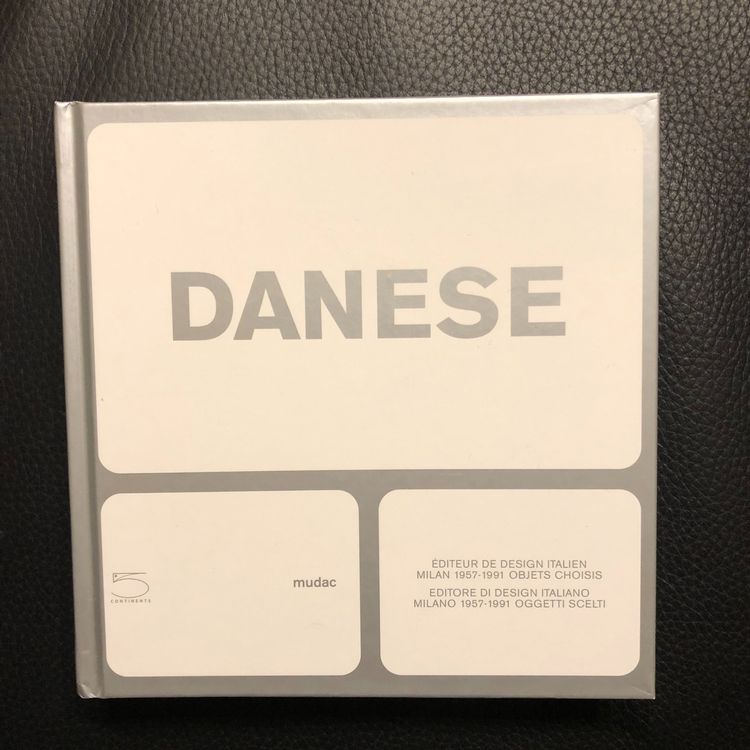 DANESE
5
CONTINENTS
mudac
ÉDITEUR DE DESIGN ITALIEN
MILAN 1957-1991 OBJETS CHOISIS
EDITORE DI DESIGN ITALIANO
MILANO 1957-1991 OGGETTI SCELTI